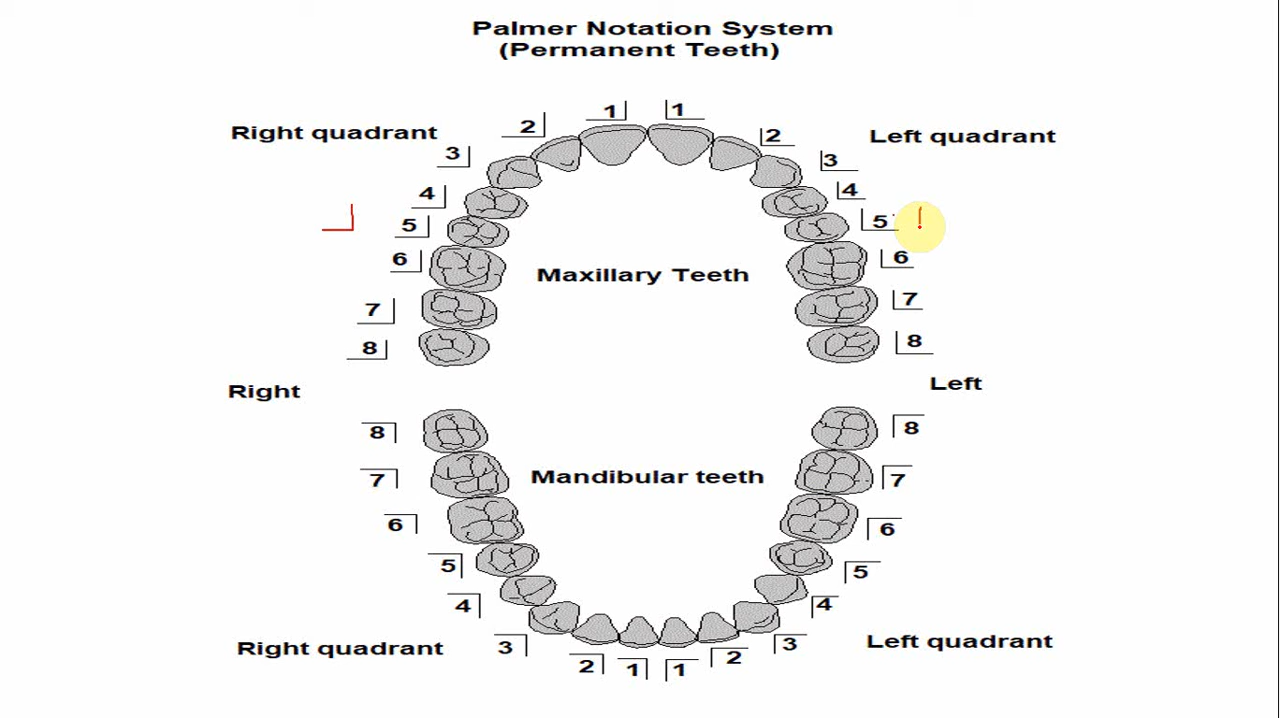 Palmer Notation System
(Permanent Teeth)
1 1
2 2
Right quadrant Left quadrant
3 3
4 4
5 5
6 6
Maxillary Teeth
7 7
8 8
Right Left
8 8
Mandibular teeth
7 7
6 6
5 5
4 4
Right quadrant Left quadrant
3 3
2 2
1 1